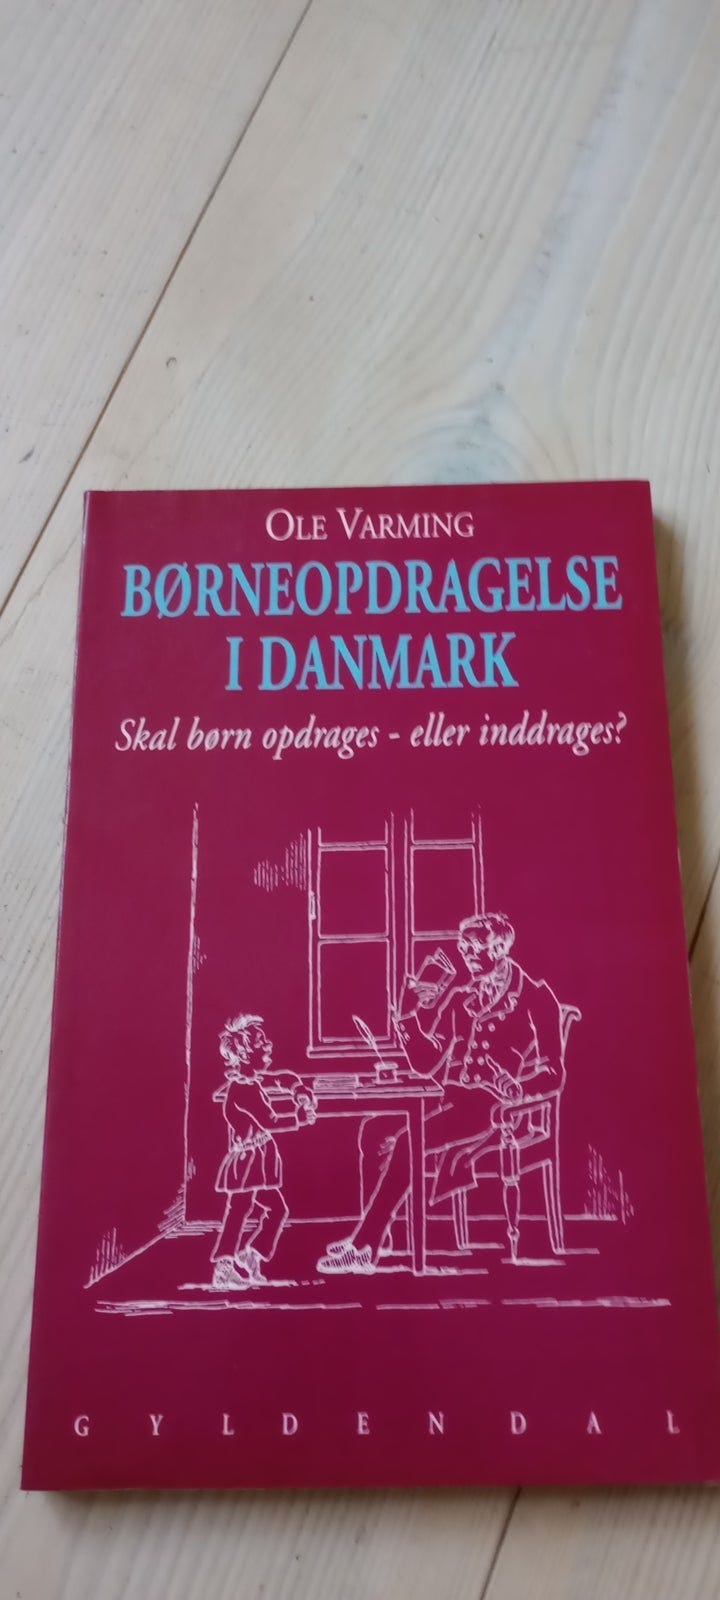 OLE VARMING
BØRNEOPDRAGELSE
I DANMARK
Skal børn opdrages - eller inddrages?
GYLDENDAL